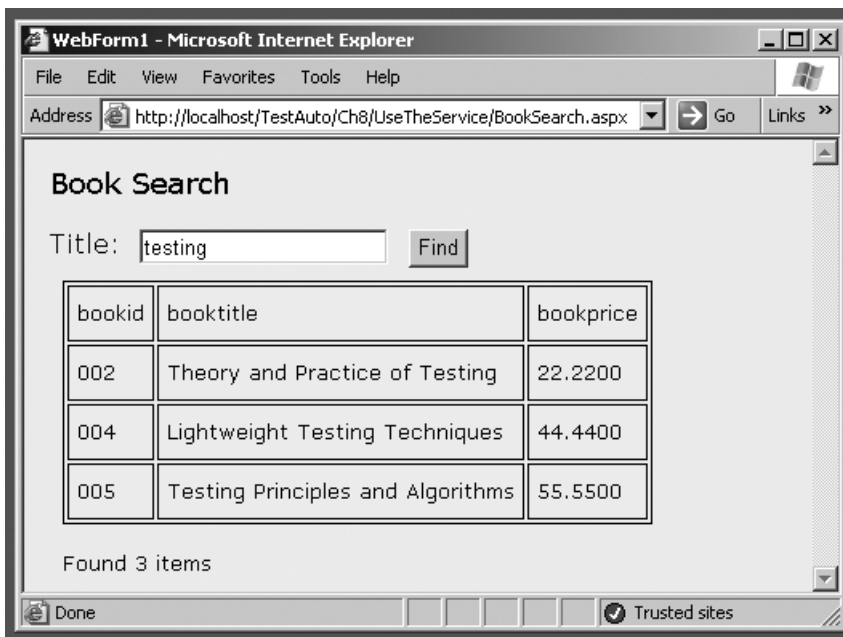 WebForm1 - Microsoft Internet Explorer
File Edit View Favorites Tools Help
Address http://localhost/TestAuto/Ch8/UseTheService/BookSearch.aspx Go Links »
Book Search
Title: testing Find
bookid booktitle bookprice
002 Theory and Practice of Testing 22.2200
004 Lightweight Testing Techniques 44.4400
005 Testing Principles and Algorithms 55.5500
Found 3 items
Done Trusted sites